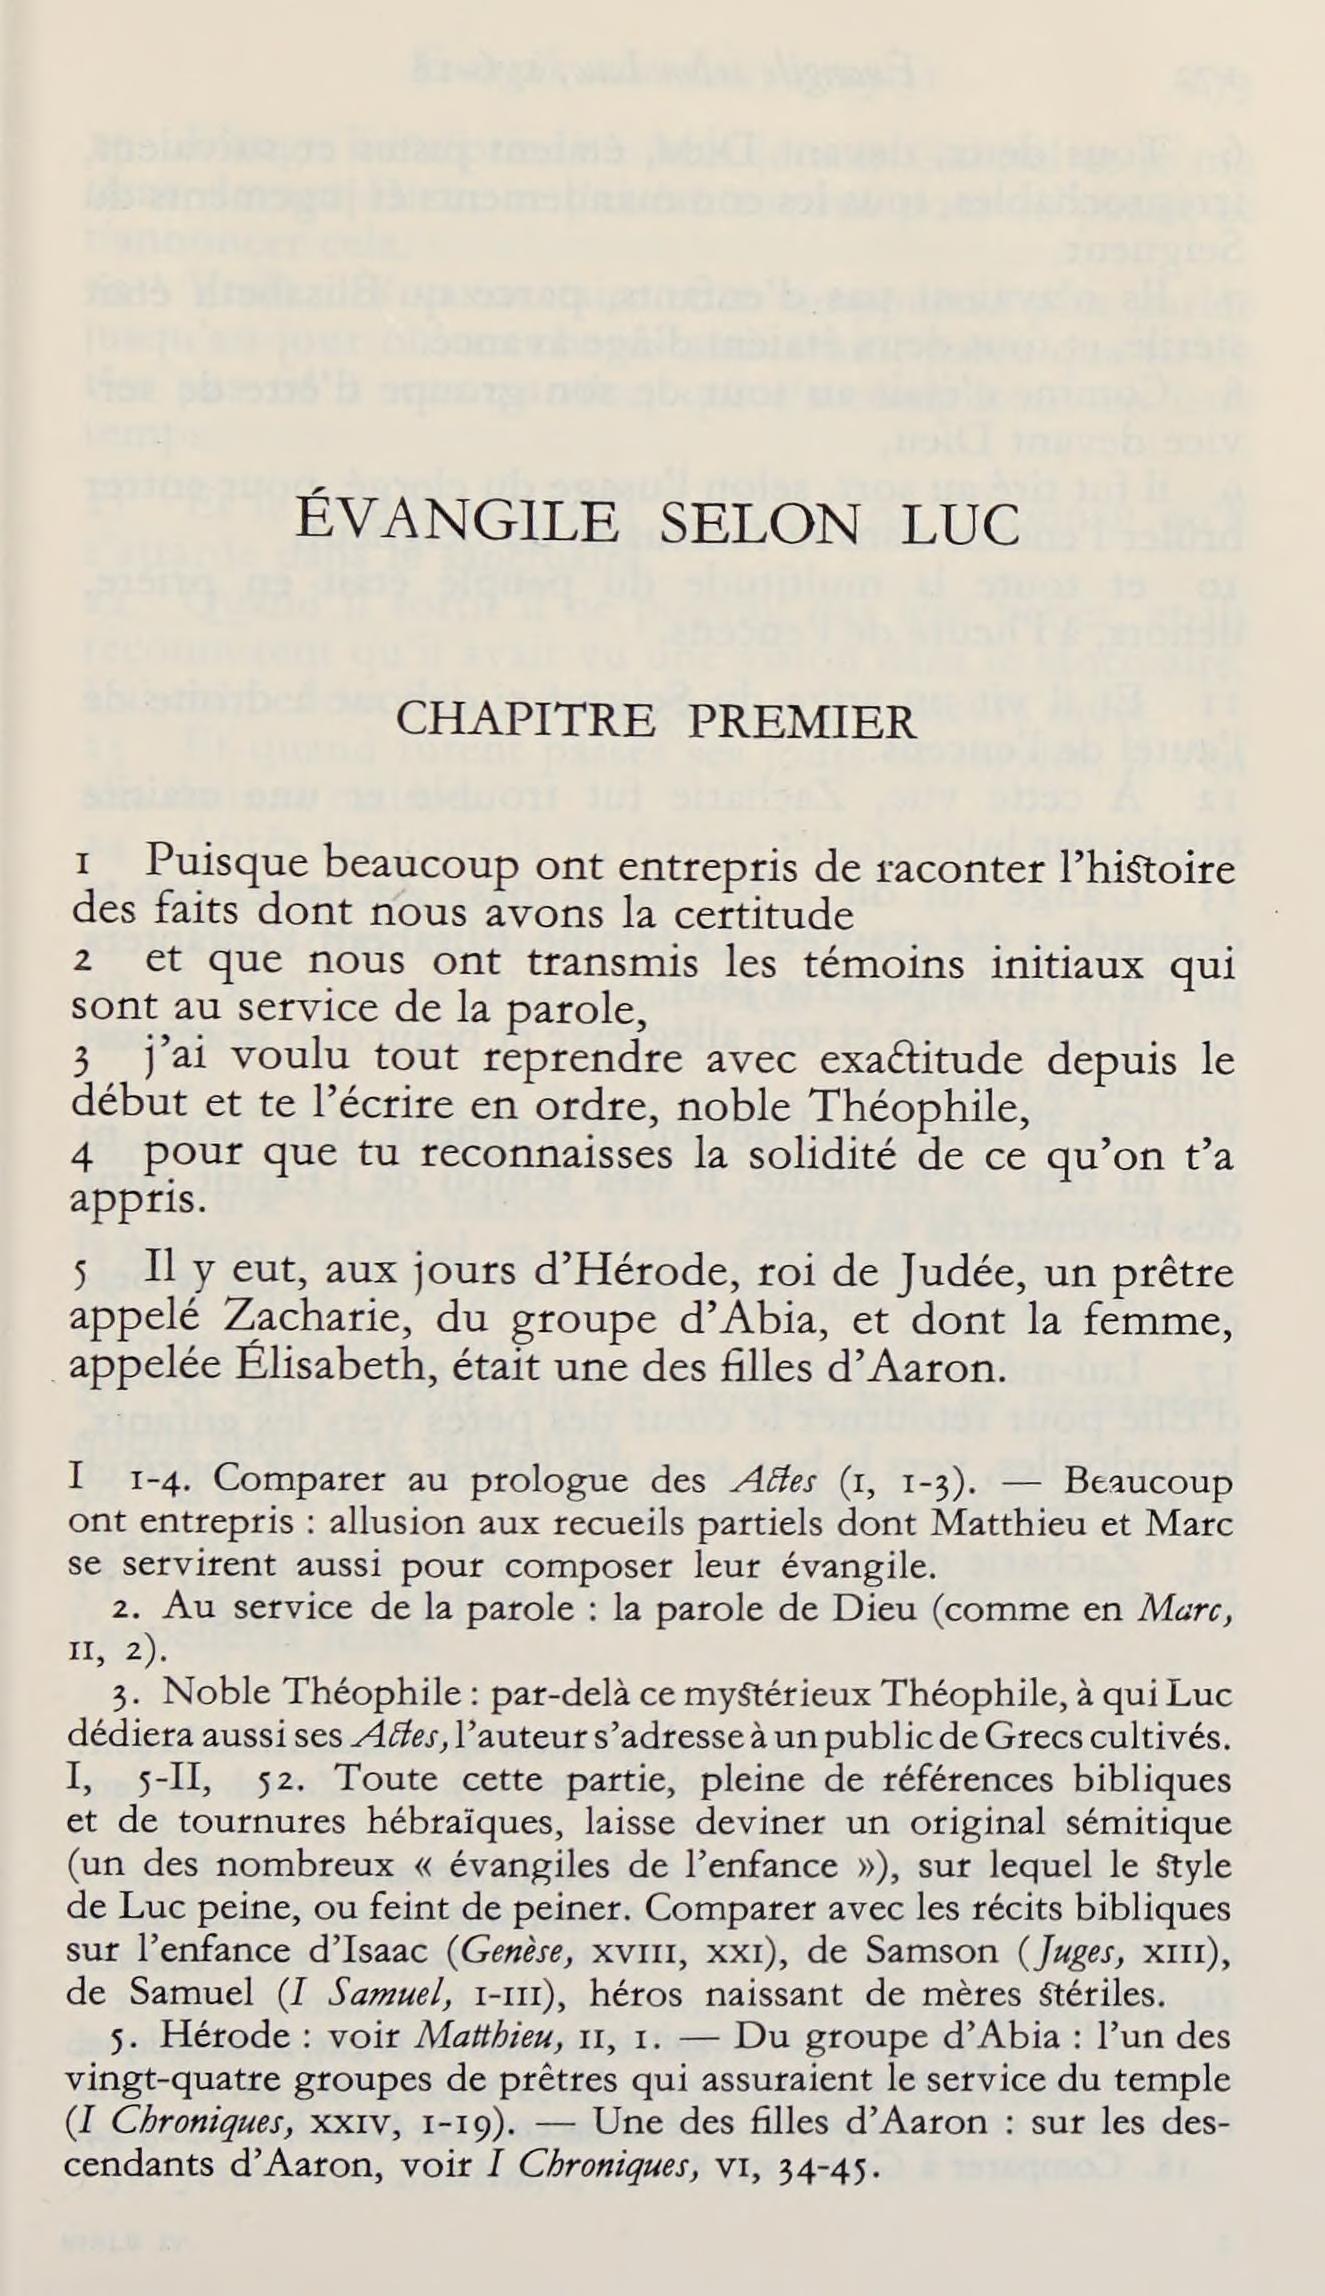 ÉVANGILE SELON LUC
CHAPITRE PREMIER
1 Puisque beaucoup ont entrepris de raconter l’histoire
des faits dont nous avons la certitude
2 et que nous ont transmis les témoins initiaux qui
sont au service de la parole,
3 j’ai voulu tout reprendre avec exactitude depuis le
début et te l’écrire en ordre, noble Théophile,
4 pour que tu reconnaisses la solidité de ce qu’on t’a
appris.
5 Il y eut, aux jours d’Hérode, roi de Judée, un prêtre
appelé Zacharie, du groupe d’Abia, et dont la femme,
appelée Élisabeth, était une des filles d’Aaron.
I 1-4. Comparer au prologue des Actes (I, 1-3). — Beaucoup
ont entrepris : allusion aux recueils partiels dont Matthieu et Marc
se servirent aussi pour composer leur évangile.
2. Au service de la parole : la parole de Dieu (comme en Marc,
II, 2).
3. Noble Théophile : par-delà ce mystérieux Théophile, à qui Luc
dédiera aussi ses Actes, l’auteur s’adresse à un public de Grecs cultivés.
I, 5-II, 52. Toute cette partie, pleine de références bibliques
et de tournures hébraïques, laisse deviner un original sémitique
(un des nombreux « évangiles de l’enfance »), sur lequel le style
de Luc peine, ou feint de peiner. Comparer avec les récits bibliques
sur l’enfance d’Isaac (Genèse, XVIII, XXI), de Samson (Juges, XIII),
de Samuel (I Samuel, I-III), héros naissant de mères stériles.
5. Hérode : voir Matthieu, II, 1. — Du groupe d’Abia : l’un des
vingt-quatre groupes de prêtres qui assuraient le service du temple
(I Chroniques, XXIV, 1-19). — Une des filles d’Aaron : sur les des-
cendants d’Aaron, voir I Chroniques, VI, 34-45.